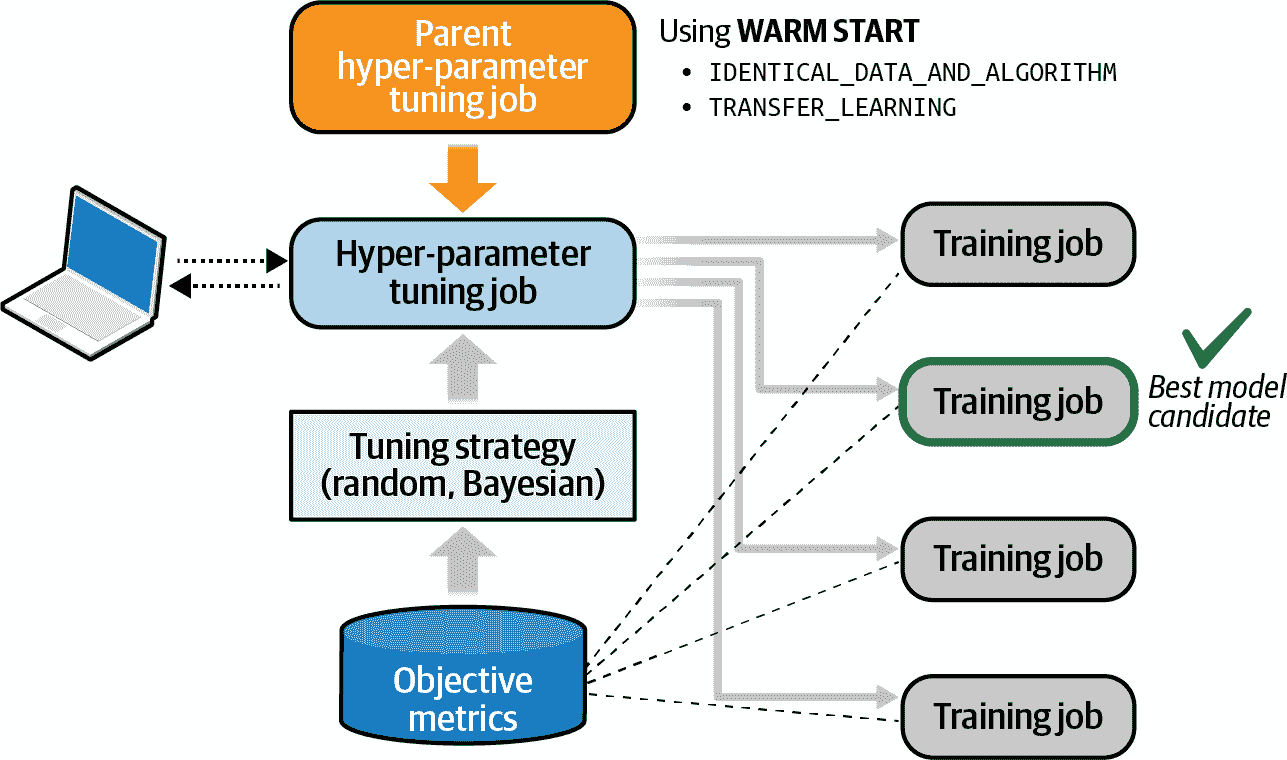 Parent
hyper-parameter
tuning job
Using WARM START
• IDENTICAL_DATA_AND_ALGORITHM
• TRANSFER_LEARNING
Hyper-parameter
tuning job
Training job
Training job
Best model
candidate
Tuning strategy
(random, Bayesian)
Training job
Objective
metrics
Training job